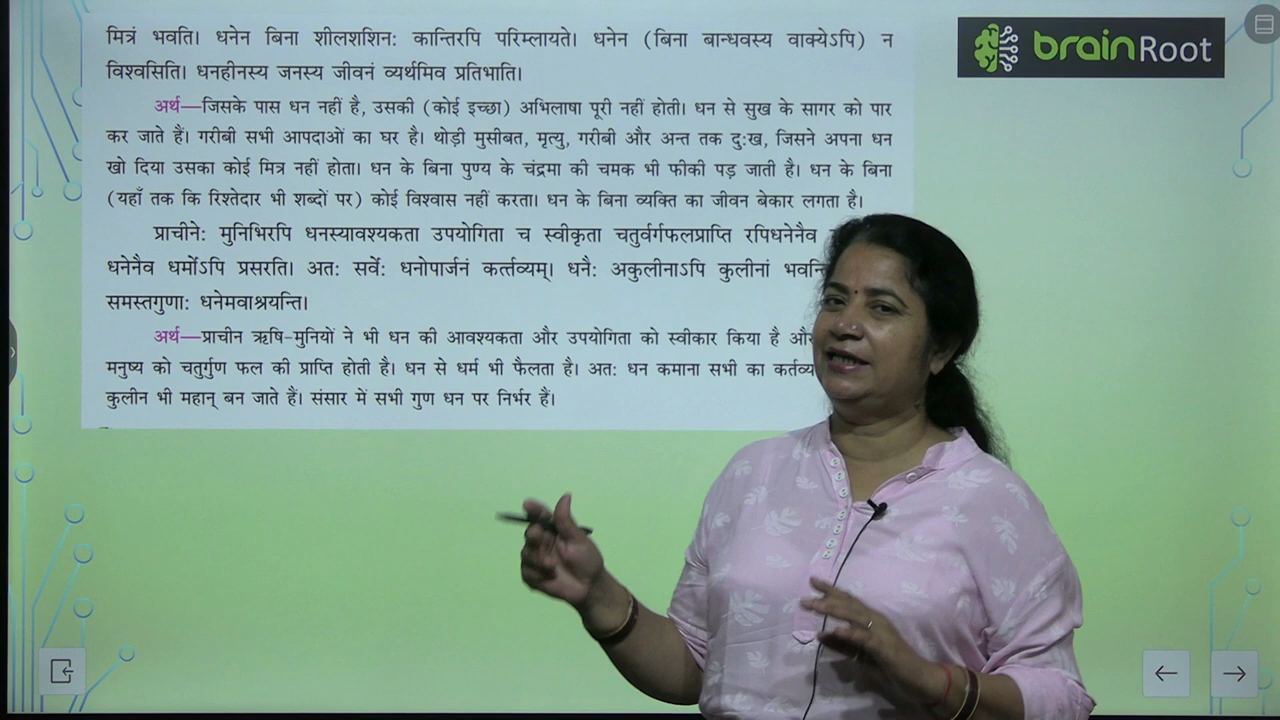 मित्रं भवति। धनेन बिना शीलशशिन: कान्तिरपि परिम्लायते। धनेन (बिना बान्धवस्य वाक्येऽपि) न
विश्वसिति। धनहीनस्य जनस्य जीवनं व्यर्थमिव प्रतिभाति।
अर्थ—जिसके पास धन नहीं है, उसकी (कोई इच्छा) अभिलाषा पूरी नहीं होती। धन से सुख के सागर को पार
कर जाते हैं। गरीबी सभी आपदाओं का घर है। थोड़ी मुसीबत, मृत्यु, गरीबी और अन्त तक दु:ख, जिसने अपना धन
खो दिया उसका कोई मित्र नहीं होता। धन के बिना पुण्य के चंद्रमा की चमक भी फीकी पड़ जाती है। धन के बिना
(यहाँ तक कि रिश्तेदार भी शब्दों पर) कोई विश्वास नहीं करता। धन के बिना व्यक्ति का जीवन बेकार लगता है।
प्राचीने: मुनिभिरपि धनस्यावश्यकता उपयोगिता च स्वीकृता चतुर्वर्गफलप्राप्ति रपिधनेनैव
धनेनैव धर्मोऽपि प्रसरति। अत: सर्वे: धनोपार्जनं कर्त्तव्यम्। धनै: अकुलीनाऽपि कुलीनां
समस्तगुणा: धनेमवाश्रयन्ति।
अर्थ—प्राचीन ऋषि-मुनियों ने भी धन की आवश्यकता और उपयोगिता को स्वीकार किया है
मनुष्य को चतुर्गुण फल की प्राप्ति होती है। धन से धर्म भी फैलता है। अत: धन कमाना सभी का
कुलीन भी महान् बन जाते हैं। संसार में सभी गुण धन पर निर्भर हैं।
brainRoot